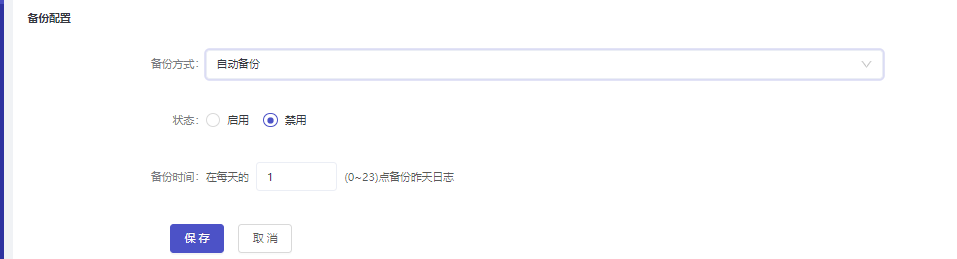 备份配置
备份方式: 自动备份
状态: 启用 禁用
备份时间: 在每天的 1 (0~23)点备份昨天日志
保存 取消